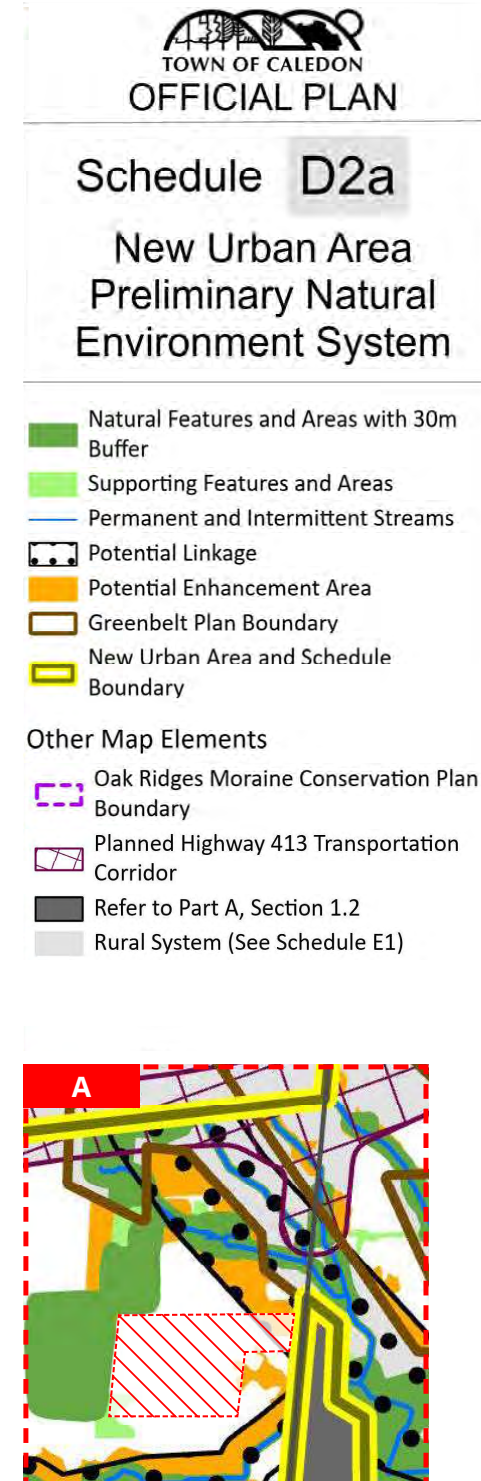 TOWN OF CALEDON
OFFICIAL PLAN
Schedule D2a
New Urban Area
Preliminary Natural
Environment System
Natural Features and Areas with 30m
Buffer
Supporting Features and Areas
Permanent and Intermittent Streams
Potential Linkage
Potential Enhancement Area
Greenbelt Plan Boundary
New Urban Area and Schedule
Boundary
Other Map Elements
Oak Ridges Moraine Conservation Plan
Boundary
Planned Highway 413 Transportation
Corridor
Refer to Part A, Section 1.2
Rural System (See Schedule E1)
A